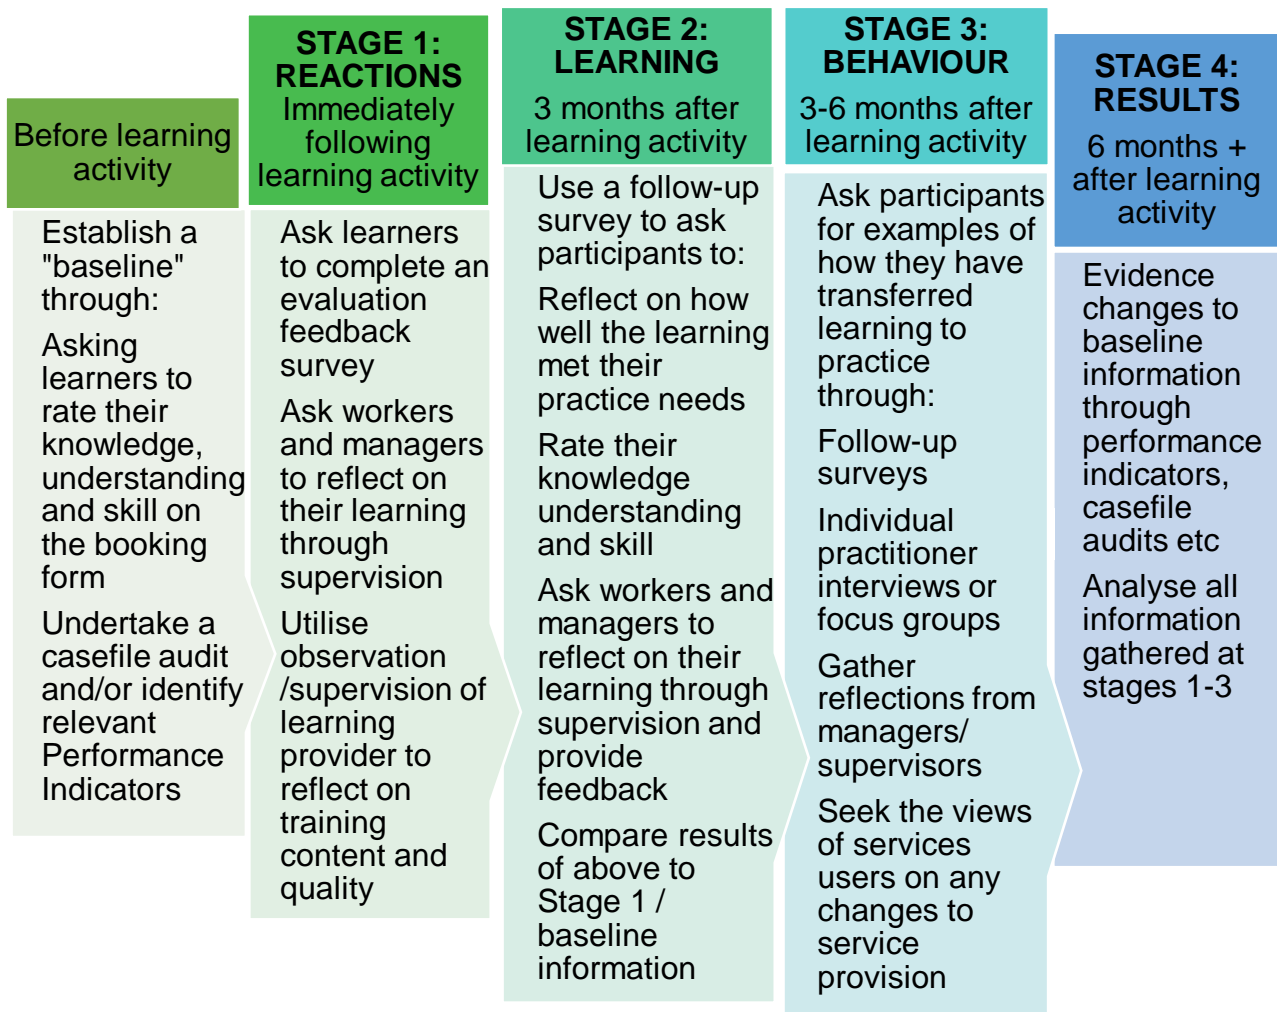 Before learning
activity
Establish a
"baseline"
through:
Asking
learners to
rate their
knowledge,
understanding
and skill on
the booking
form
Undertake a
casefile audit
and/or identify
relevant
Performance
Indicators
STAGE 1:
REACTIONS
Immediately
following
learning activity
Ask learners
to complete an
evaluation
feedback
survey
Ask workers
and managers
to reflect on
their learning
through
supervision
Utilise
observation
/supervision of
learning
provider to
reflect on
training
content and
quality
STAGE 2:
LEARNING
3 months after
learning activity
Use a follow-up
survey to ask
participants to:
Reflect on how
well the learning
met their
practice needs
Rate their
knowledge
understanding
and skill
Ask workers and
managers to
reflect on their
learning through
supervision and
provide
feedback
Compare results
of above to
Stage 1 /
baseline
information
STAGE 3:
BEHAVIOUR
3-6 months after
learning activity
Ask participants
for examples of
how they have
transferred
learning to
practice
through:
Follow-up
surveys
Individual
practitioner
interviews or
focus groups
Gather
reflections from
managers/
supervisors
Seek the views
of services
users on any
changes to
service
provision
STAGE 4:
RESULTS
6 months +
after learning
activity
Evidence
changes to
baseline
information
through
performance
indicators,
casefile
audits etc
Analyse all
information
gathered at
stages 1-3